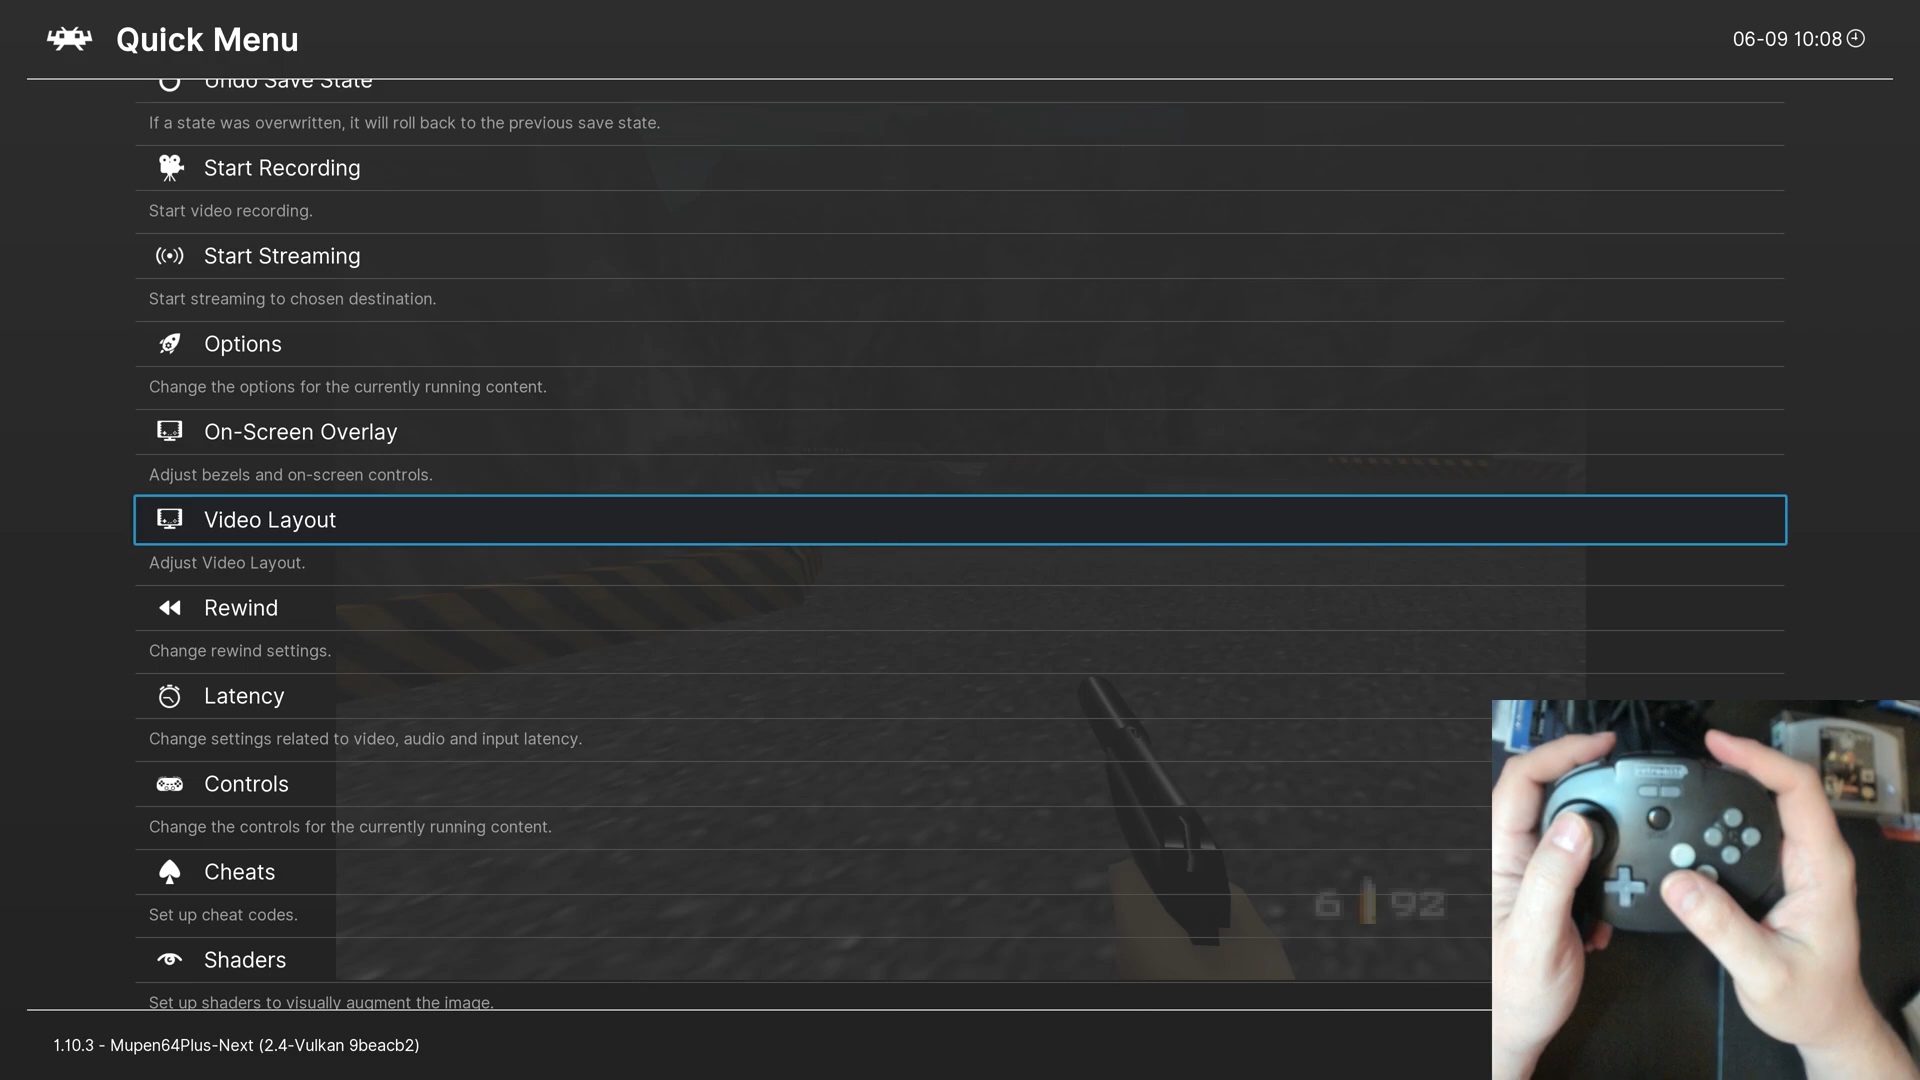 Quick Menu
06-09 10:08
Undo Save State
If a state was overwritten, it will roll back to the previous save state.
Start Recording
Start video recording.
Start Streaming
Start streaming to chosen destination.
Options
Change the options for the currently running content.
On-Screen Overlay
Adjust bezels and on-screen controls.
Video Layout
Adjust Video Layout.
Rewind
Change rewind settings.
Latency
Change settings related to video, audio and input latency.
Controls
Change the controls for the currently running content.
Cheats
Set up cheat codes.
6 92
Shaders
Set up shaders to visually augment the image.
1.10.3 - Mupen64Plus-Next (2.4-Vulkan 9beacb2)